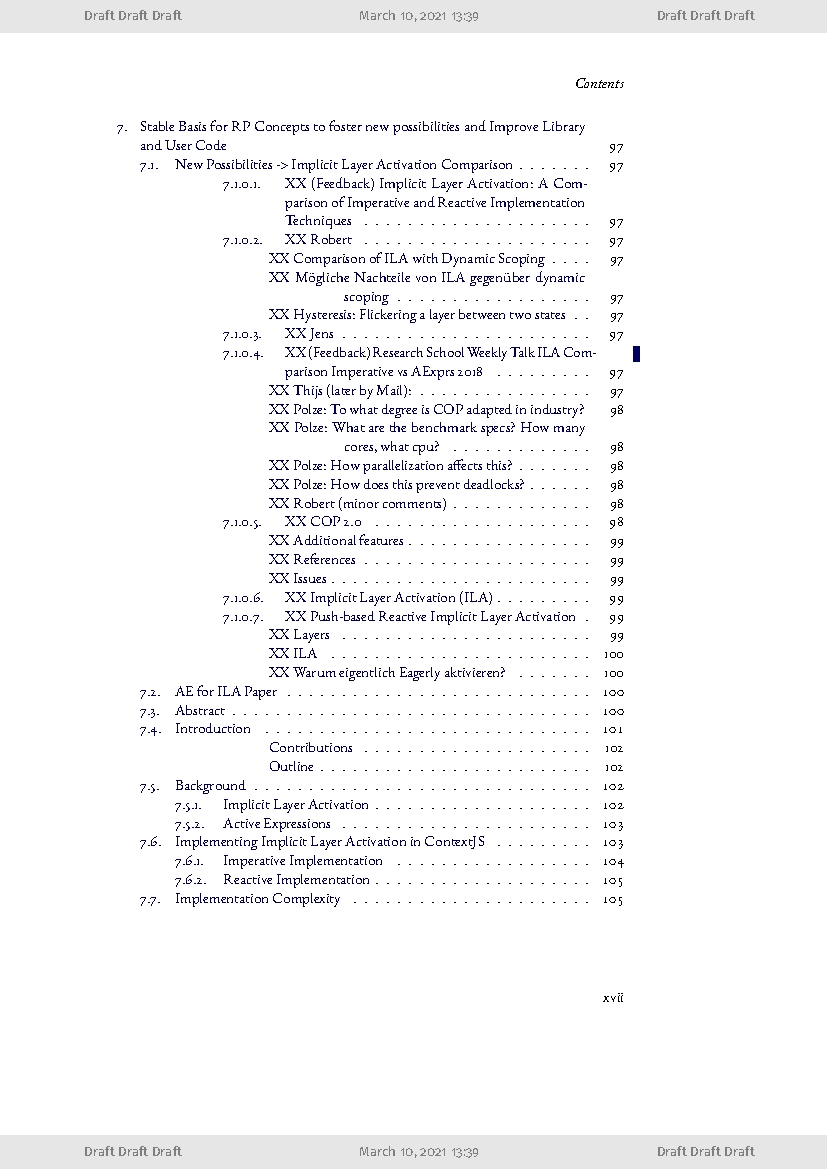 Draft Draft Draft March 10, 2021 13:39 Draft Draft Draft
Contents
7. Stable Basis for RP Concepts to foster new possibilities and Improve Library
and User Code 97
7.1. New Possibilities -> Implicit Layer Activation Comparison . . . . . . . 97
7.1.0.1. XX (Feedback) Implicit Layer Activation: A Com-
parison of Imperative and Reactive Implementation
Techniques . . . . . . . . . . . . . . . . . . . . . 97
7.1.0.2. XX Robert . . . . . . . . . . . . . . . . . . . . . 97
XX Comparison of ILA with Dynamic Scoping . . . . 97
XX Mögliche Nachteile von ILA gegenüber dynamic
scoping . . . . . . . . . . . . . . . . . . 97
XX Hysteresis: Flickering a layer between two states . . 97
7.1.0.3. XX Jens . . . . . . . . . . . . . . . . . . . . . . . 97
7.1.0.4. XX (Feedback) Research School Weekly Talk ILA Com-
parison Imperative vs AExprs 2018 . . . . . . . . . 97
XX Thijs (later by Mail): . . . . . . . . . . . . . . . . 97
XX Polze: To what degree is COP adapted in industry? 98
XX Polze: What are the benchmark specs? How many
cores, what cpu? . . . . . . . . . . . . . 98
XX Polze: How parallelization affects this? . . . . . . . 98
XX Polze: How does this prevent deadlocks? . . . . . . 98
XX Robert (minor comments) . . . . . . . . . . . . . 98
7.1.0.5. XX COP 2.0 . . . . . . . . . . . . . . . . . . . . 98
XX Additional features . . . . . . . . . . . . . . . . . 99
XX References . . . . . . . . . . . . . . . . . . . . . 99
XX Issues . . . . . . . . . . . . . . . . . . . . . . . . 99
7.1.0.6. XX Implicit Layer Activation (ILA) . . . . . . . . . 99
7.1.0.7. XX Push-based Reactive Implicit Layer Activation . 99
XX Layers . . . . . . . . . . . . . . . . . . . . . . . 99
XX ILA . . . . . . . . . . . . . . . . . . . . . . . . 100
XX Warum eigentlich Eagerly aktivieren? . . . . . . . 100
7.2. AE for ILA Paper . . . . . . . . . . . . . . . . . . . . . . . . . . . . 100
7.3. Abstract . . . . . . . . . . . . . . . . . . . . . . . . . . . . . . . . . 100
7.4. Introduction . . . . . . . . . . . . . . . . . . . . . . . . . . . . . . 101
Contributions . . . . . . . . . . . . . . . . . . . . . 102
Outline . . . . . . . . . . . . . . . . . . . . . . . . . 102
7.5. Background . . . . . . . . . . . . . . . . . . . . . . . . . . . . . . . 102
7.5.1. Implicit Layer Activation . . . . . . . . . . . . . . . . . . . . 102
7.5.2. Active Expressions . . . . . . . . . . . . . . . . . . . . . . . 103
7.6. Implementing Implicit Layer Activation in ContextJS . . . . . . . . . 103
7.6.1. Imperative Implementation . . . . . . . . . . . . . . . . . . 104
7.6.2. Reactive Implementation . . . . . . . . . . . . . . . . . . . . 105
7.7. Implementation Complexity . . . . . . . . . . . . . . . . . . . . . . 105
xvii
Draft Draft Draft March 10, 2021 13:39 Draft Draft Draft